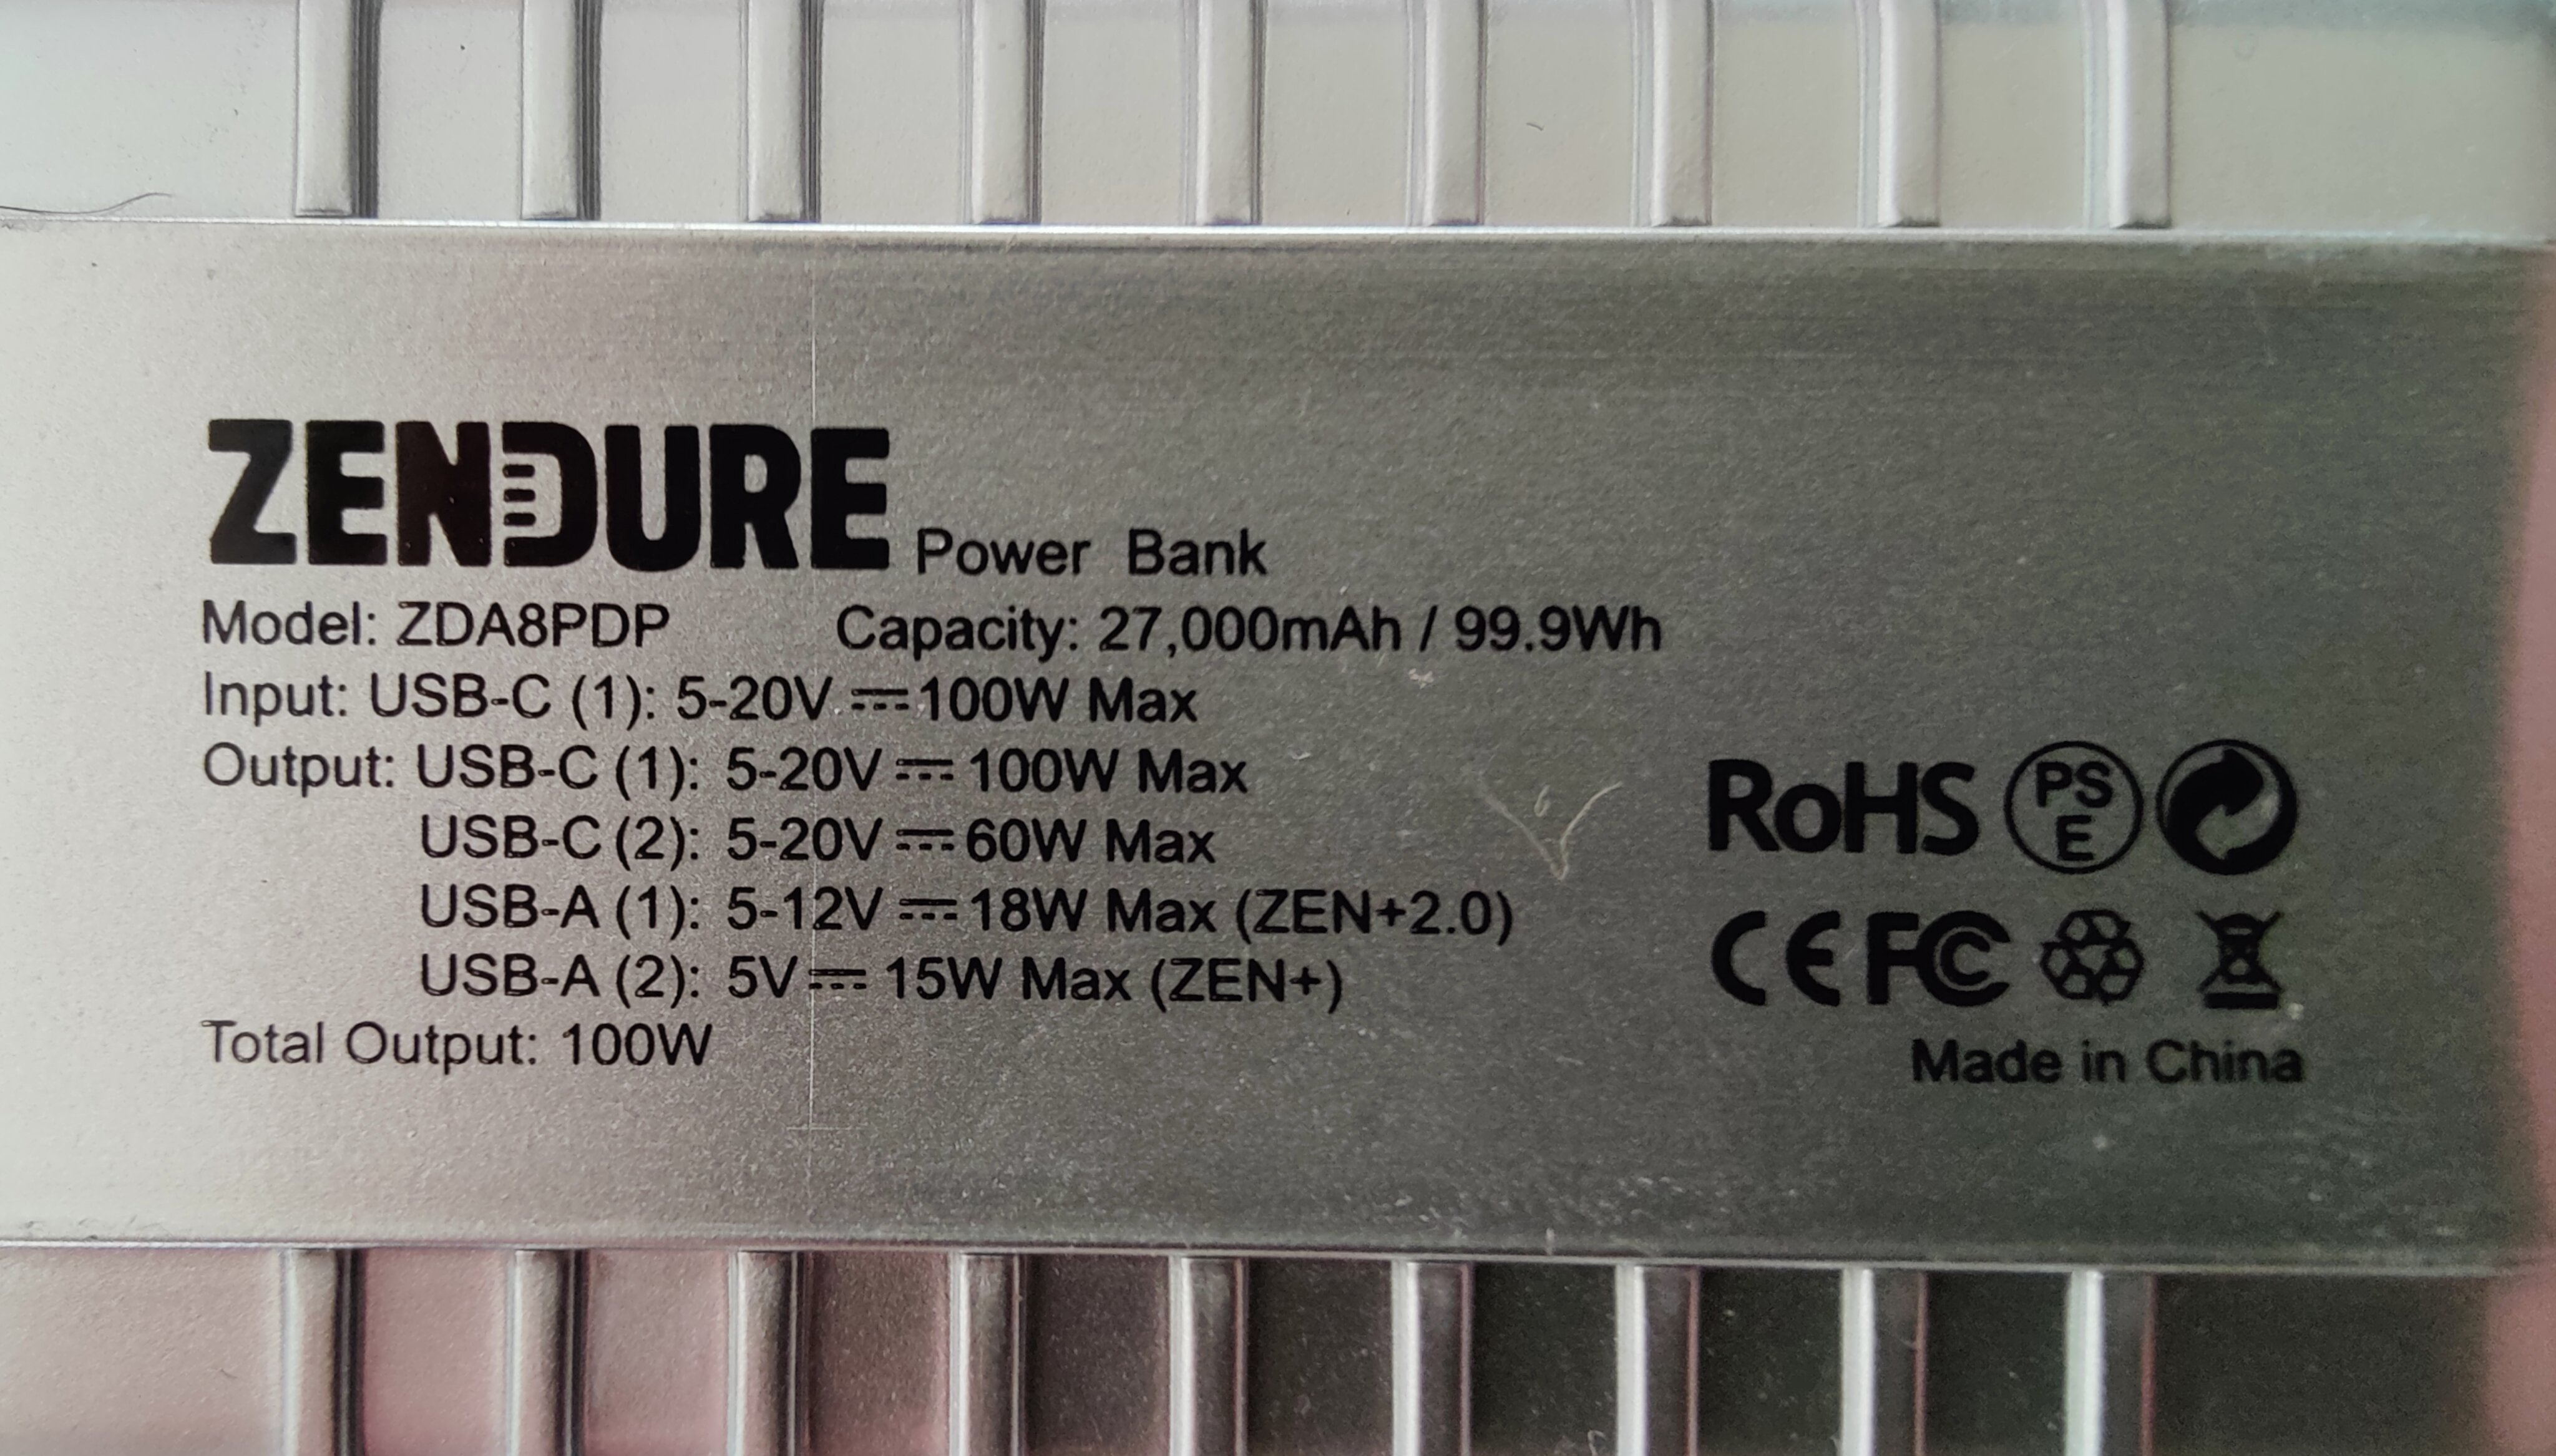 ZENDURE Power Bank
Model: ZDA8PDP Capacity: 27,000mAh / 99.9Wh
Input: USB-C (1): 5-20V ⎓ 100W Max
Output: USB-C (1): 5-20V ⎓ 100W Max
USB-C (2): 5-20V ⎓ 60W Max
USB-A (1): 5-12V ⎓ 18W Max (ZEN+2.0)
USB-A (2): 5V ⎓ 15W Max (ZEN+)
Total Output: 100W
RoHS PS E
CE FC
Made in China